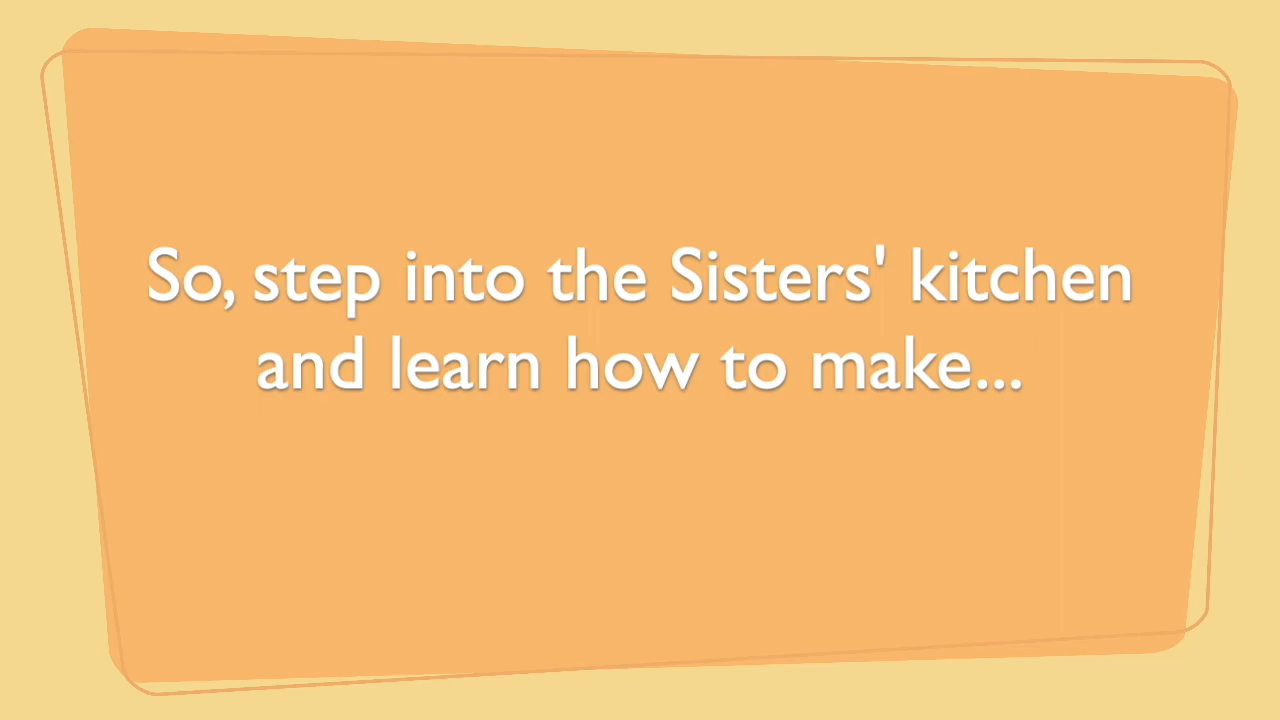 So, step into the Sisters' kitchen
and learn how to make...